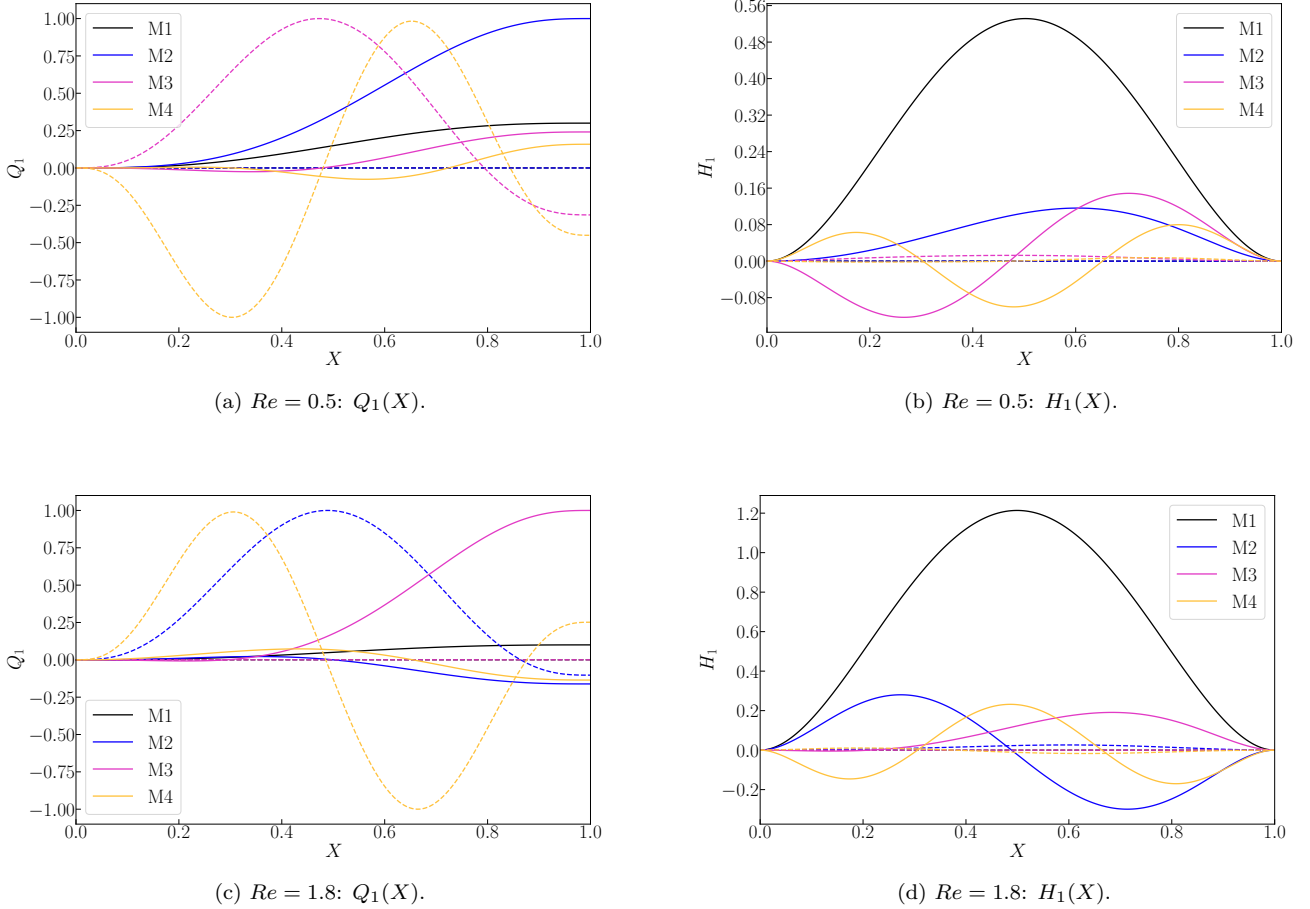 1.00
0.75
0.50
0.25
0.00
−0.25
−0.50
−0.75
−1.00
Q1
0.0 0.2 0.4 0.6 0.8 1.0
X
M1
M2
M3
M4
(a) Re = 0.5: Q1(X).
0.56
0.48
0.40
0.32
0.24
0.16
0.08
0.00
−0.08
H1
0.0 0.2 0.4 0.6 0.8 1.0
X
M1
M2
M3
M4
(b) Re = 0.5: H1(X).
1.00
0.75
0.50
0.25
0.00
−0.25
−0.50
−0.75
−1.00
Q1
0.0 0.2 0.4 0.6 0.8 1.0
X
M1
M2
M3
M4
(c) Re = 1.8: Q1(X).
1.2
1.0
0.8
0.6
0.4
0.2
0.0
−0.2
H1
0.0 0.2 0.4 0.6 0.8 1.0
X
M1
M2
M3
M4
(d) Re = 1.8: H1(X).